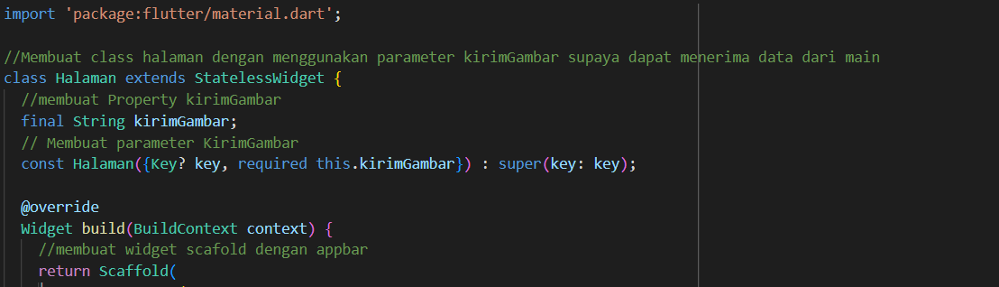 import 'package:flutter/material.dart';
//Membuat class halaman dengan menggunakan parameter kirimGambar supaya dapat menerima data dari main
class Halaman extends StatelessWidget {
//membuat Property kirimGambar
final String kirimGambar;
// Membuat parameter KirimGambar
const Halaman({Key? key, required this.kirimGambar}) : super(key: key);
@override
Widget build(BuildContext context) {
//membuat widget scafold dengan appbar
return Scaffold(